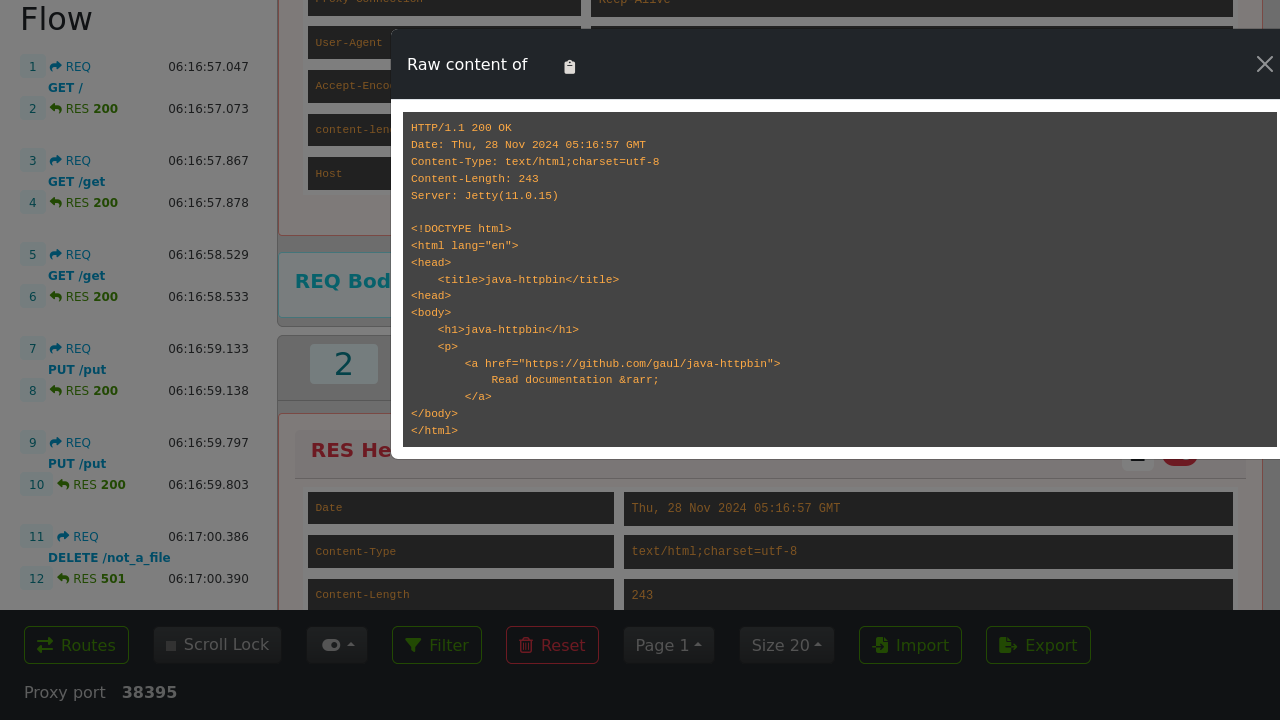 Flow
1 REQ 06:16:57.047
GET /
2 RES 200 06:16:57.073
3 REQ 06:16:57.867
GET /get
4 RES 200 06:16:57.878
5 REQ 06:16:58.529
GET /get
6 RES 200 06:16:58.533
7 REQ 06:16:59.133
PUT /put
8 RES 200 06:16:59.138
9 REQ 06:16:59.797
PUT /put
10 RES 200 06:16:59.803
11 REQ 06:17:00.386
DELETE /not_a_file
12 RES 501 06:17:00.390
Proxy-Connection Keep-Alive
User-Agent
Accept-Enco
content-len
Host
REQ Bod
2
RES He
Date Thu, 28 Nov 2024 05:16:57 GMT
Content-Type text/html;charset=utf-8
Content-Length 243
Raw content of
HTTP/1.1 200 OK
Date: Thu, 28 Nov 2024 05:16:57 GMT
Content-Type: text/html;charset=utf-8
Content-Length: 243
Server: Jetty(11.0.15)
<!DOCTYPE html>
<html lang="en">
<head>
    <title>java-httpbin</title>
<head>
<body>
    <h1>java-httpbin</h1>
    <p>
        <a href="https://github.com/gaul/java-httpbin">
            Read documentation &rarr;
        </a>
</body>
</html>
Routes Scroll Lock Filter Reset Page 1 Size 20 Import Export
Proxy port 38395